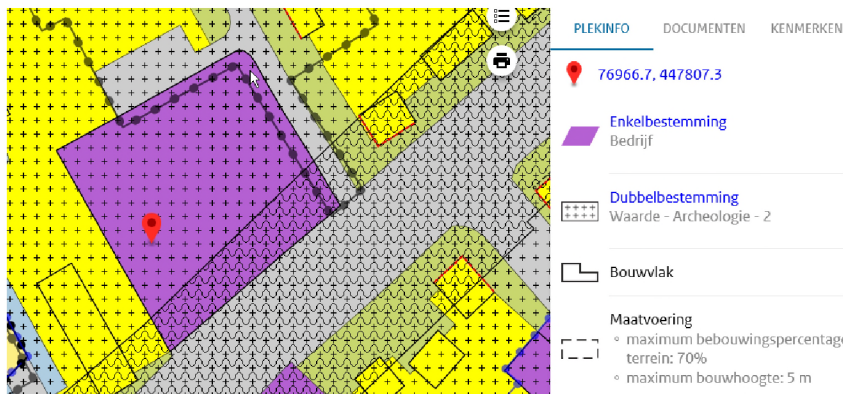 PLEKINFO DOCUMENTEN KENMERKEN
76966.7, 447807.3
Enkelbestemming
Bedrijf
Dubbelbestemming
Waarde - Archeologie - 2
Bouwvlak
Maatvoering
◦ maximum bebouwingspercentage
terrein: 70%
◦ maximum bouwhoogte: 5 m